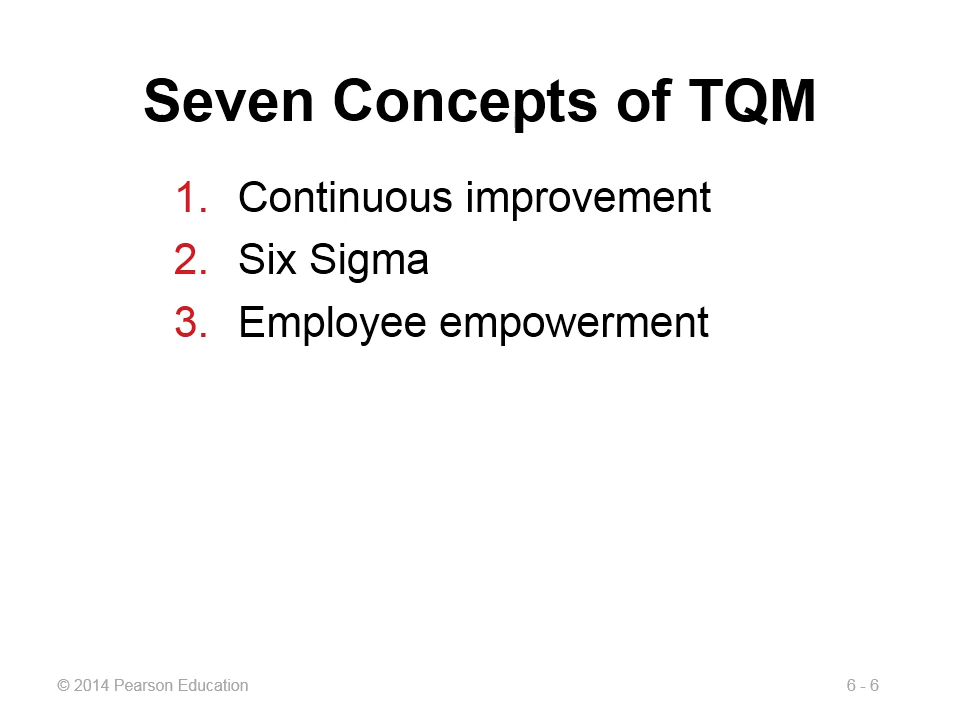 Seven Concepts of TQM
1. Continuous improvement
2. Six Sigma
3. Employee empowerment
© 2014 Pearson Education
6 - 6